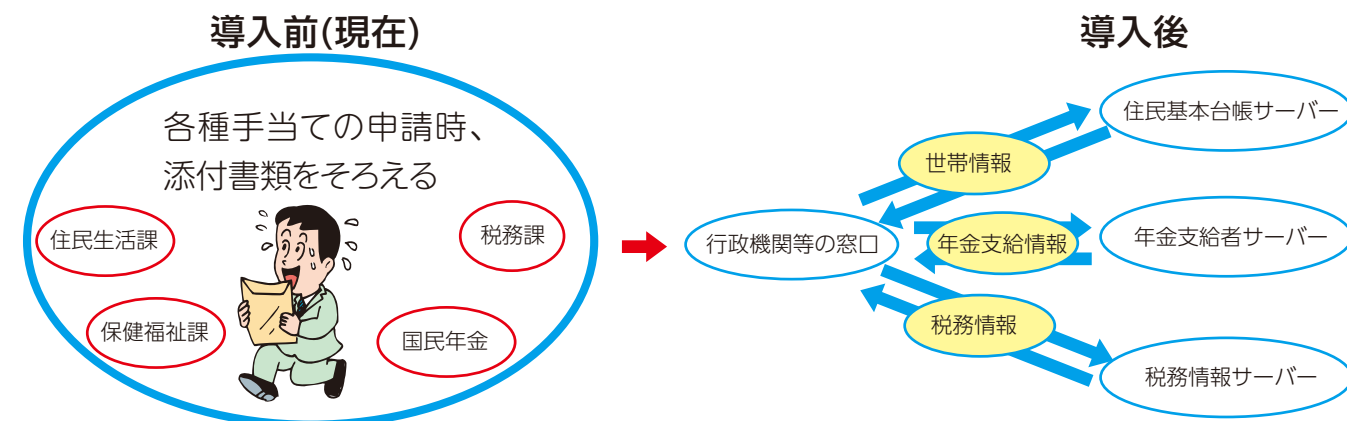 導入前(現在)
各種手当ての申請時、
添付書類をそろえる
住民生活課
税務課
保健福祉課
国民年金
導入後
住民基本台帳サーバー
世帯情報
行政機関等の窓口
年金支給情報
年金支給者サーバー
税務情報
税務情報サーバー